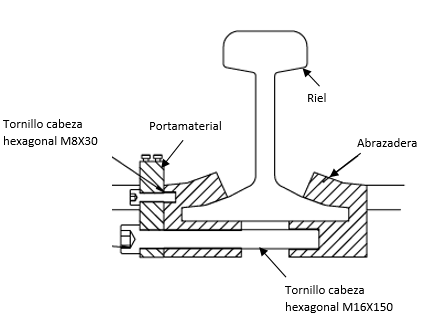 Riel
Tornillo cabeza
hexagonal M8X30
Portamaterial
Abrazadera
Tornillo cabeza
hexagonal M16X150